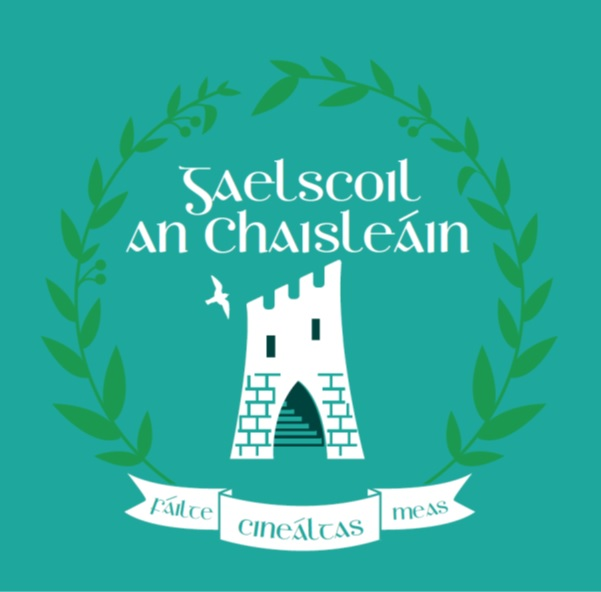 Gaelscoil
an Chaisleáin
Fáilte
cineáltas
meas